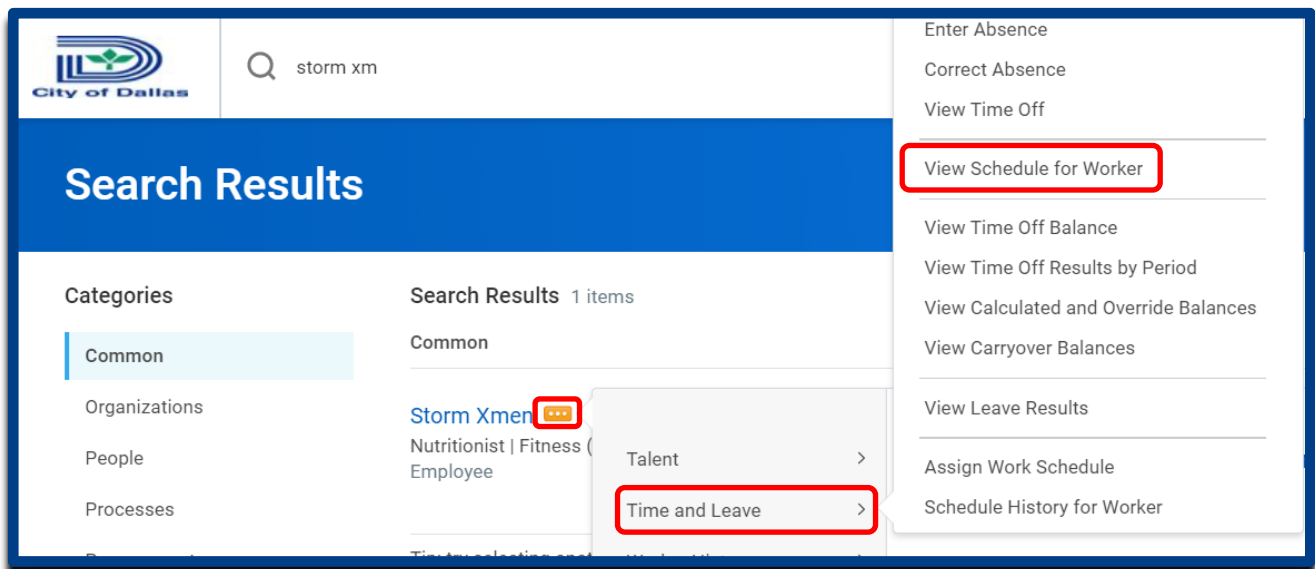 City of Dallas
storm xm
Search Results
Categories
Common
Organizations
People
Processes
Search Results 1 items
Common
Storm Xmen
Nutritionist | Fitness (
Employee
Talent
Time and Leave
Enter Absence
Correct Absence
View Time Off
View Schedule for Worker
View Time Off Balance
View Time Off Results by Period
View Calculated and Override Balances
View Carryover Balances
View Leave Results
Assign Work Schedule
Schedule History for Worker